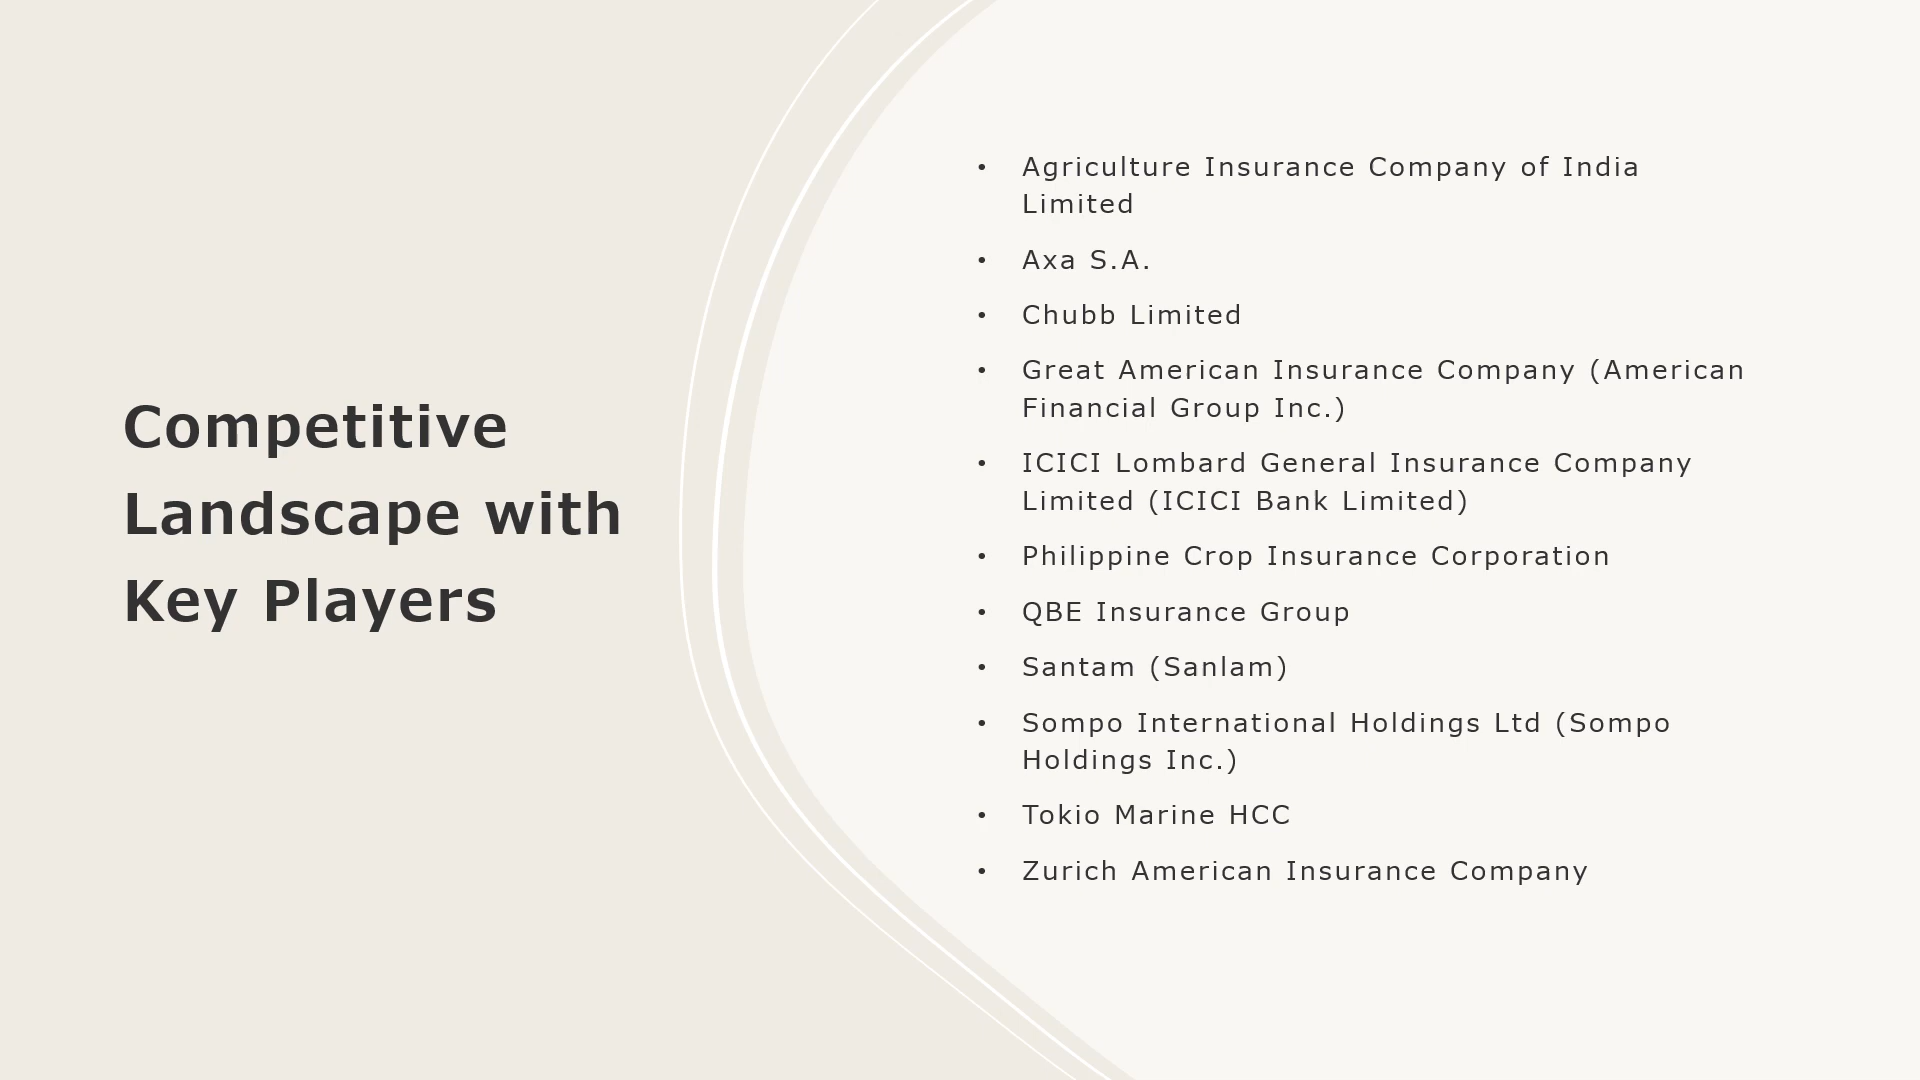 Competitive
Landscape with
Key Players
• Agriculture Insurance Company of India
Limited
• Axa S.A.
• Chubb Limited
• Great American Insurance Company (American
Financial Group Inc.)
• ICICI Lombard General Insurance Company
Limited (ICICI Bank Limited)
• Philippine Crop Insurance Corporation
• QBE Insurance Group
• Santam (Sanlam)
• Sompo International Holdings Ltd (Sompo
Holdings Inc.)
• Tokio Marine HCC
• Zurich American Insurance Company